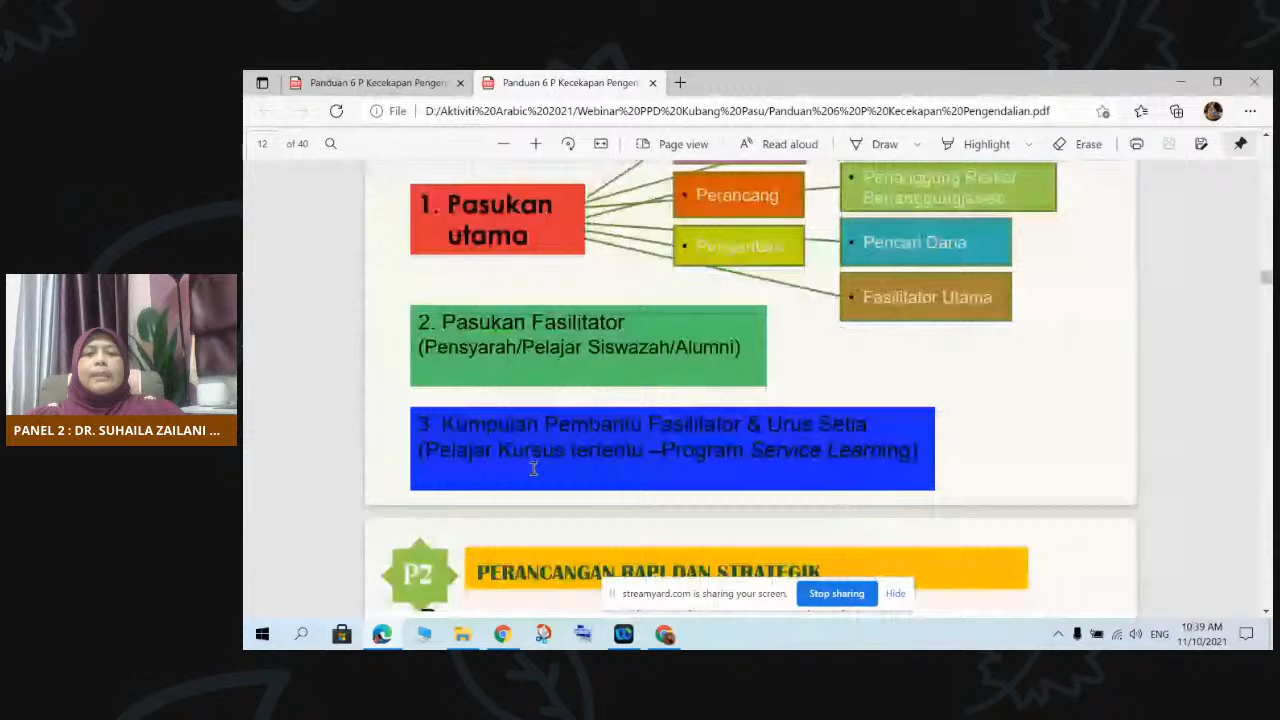 Panduan 6 P Kecekapan Pengen
Panduan 6 P Kecekapan Pengen
File
D:/Aktiviti%20Arabic%202021/Webinar%20PPD%20Kubang%20Pasu/Panduan%206%20P%20Kecekapan%20Pengendalian.pdf
12 of 40
Page view
Read aloud
Draw
Highlight
Erase
1. Pasukan
utama
• Perancang
• Penanggung Risiko/
• Pencari Dana
• Fasilitator Utama
2. Pasukan Fasilitator
(Pensyarah/Pelajar Siswazah/Alumni)
3. Kumpulan Pembantu Fasilitator & Urus Setia
(Pelajar Kursus tertentu –Program Service Learning)
PANEL 2 : DR. SUHAILA ZAILANI ...
P2
PERANCANGAN RAPI DAN STRATEGIK
streamyard.com is sharing your screen.
Stop sharing
Hide
ENG
10:39 AM
11/10/2021